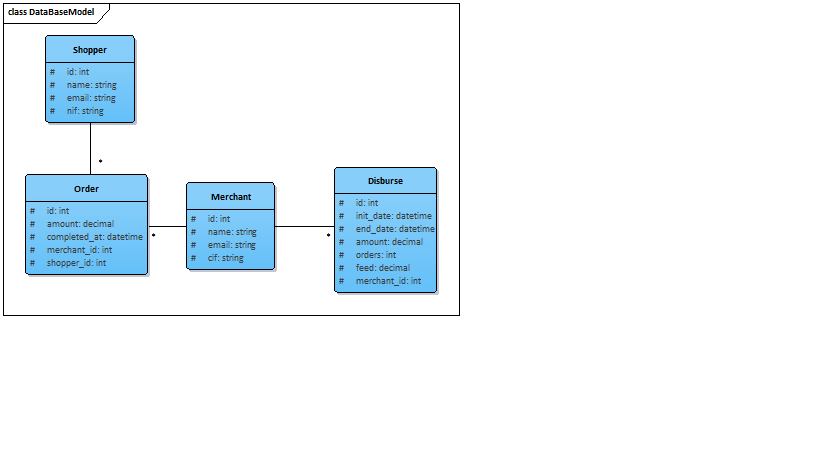 class DataBaseModel
Shopper
# id: int
# name: string
# email: string
# nif: string
*
Order
# id: int
# amount: decimal
# completed_at: datetime
# merchant_id: int
# shopper_id: int
*
Merchant
# id: int
# name: string
# email: string
# cif: string
*
Disburse
# id: int
# init_date: datetime
# end_date: datetime
# amount: decimal
# orders: int
# feed: decimal
# merchant_id: int